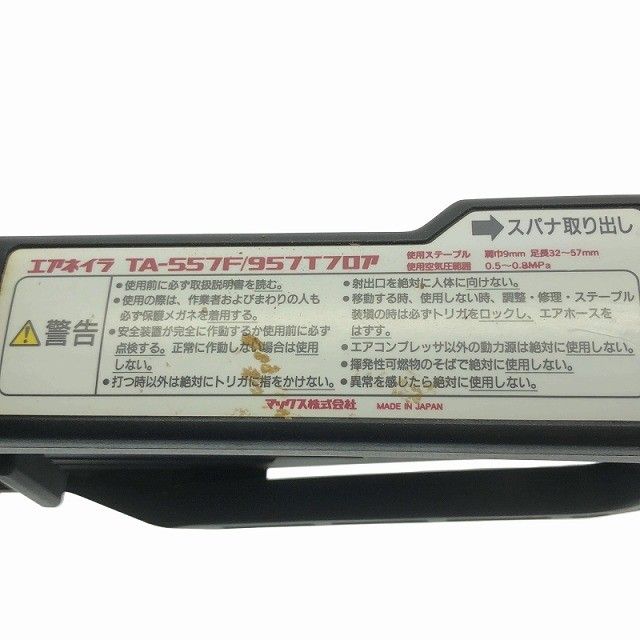 スパナ取り出し
エアネイラ TA-557F/957Tフロア
使用ステープル 肩巾9mm 足長32～57mm
使用空気圧範囲 0.5～0.8MPa
警告
•使用前に必ず取扱説明書を読む。
•使用の際は、作業者およびまわりの人も
必ず保護メガネを着用する。
•安全装置が完全に作動するか使用前に必ず
点検する。正常に作動しない場合は使用
しない。
•打つ時以外は絶対にトリガに指をかけない。
•射出口を絶対に人体に向けない。
•移動する時、使用しない時、調整・修理・ステープル
装填の時は必ずトリガをロックし、エアホースを
はずす。
•エアコンプレッサ以外の動力源は絶対に使用しない。
•揮発性可燃物のそばで絶対に使用しない。
•異常を感じたら絶対に使用しない。
マックス株式会社 MADE IN JAPAN